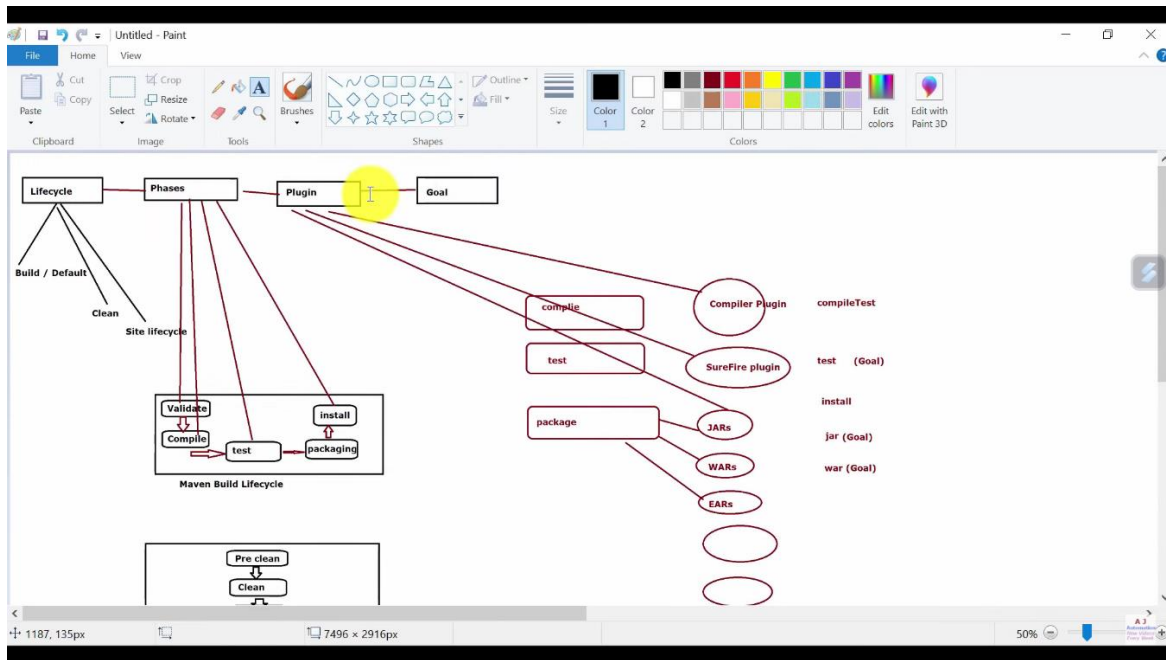 Untitled - Paint
File Home View
Paste
Cut
Copy
Clipboard
Select
Crop
Resize
Rotate
Image
A
Tools
Brushes
Shapes
Outline
Fill
Size
Color 1
Color 2
Colors
Edit colors
Edit with Paint 3D
Lifecycle
Phases
Plugin
Goal
Build / Default
Clean
Site lifecycle
Validate
Compile
test
packaging
install
Maven Build Lifecycle
Pre clean
Clean
complie
test
package
Compiler Plugin compileTest
SureFire plugin test (Goal)
install
JARs jar (Goal)
WARs war (Goal)
EARs
1187, 135px
7496 × 2916px
50%
A J